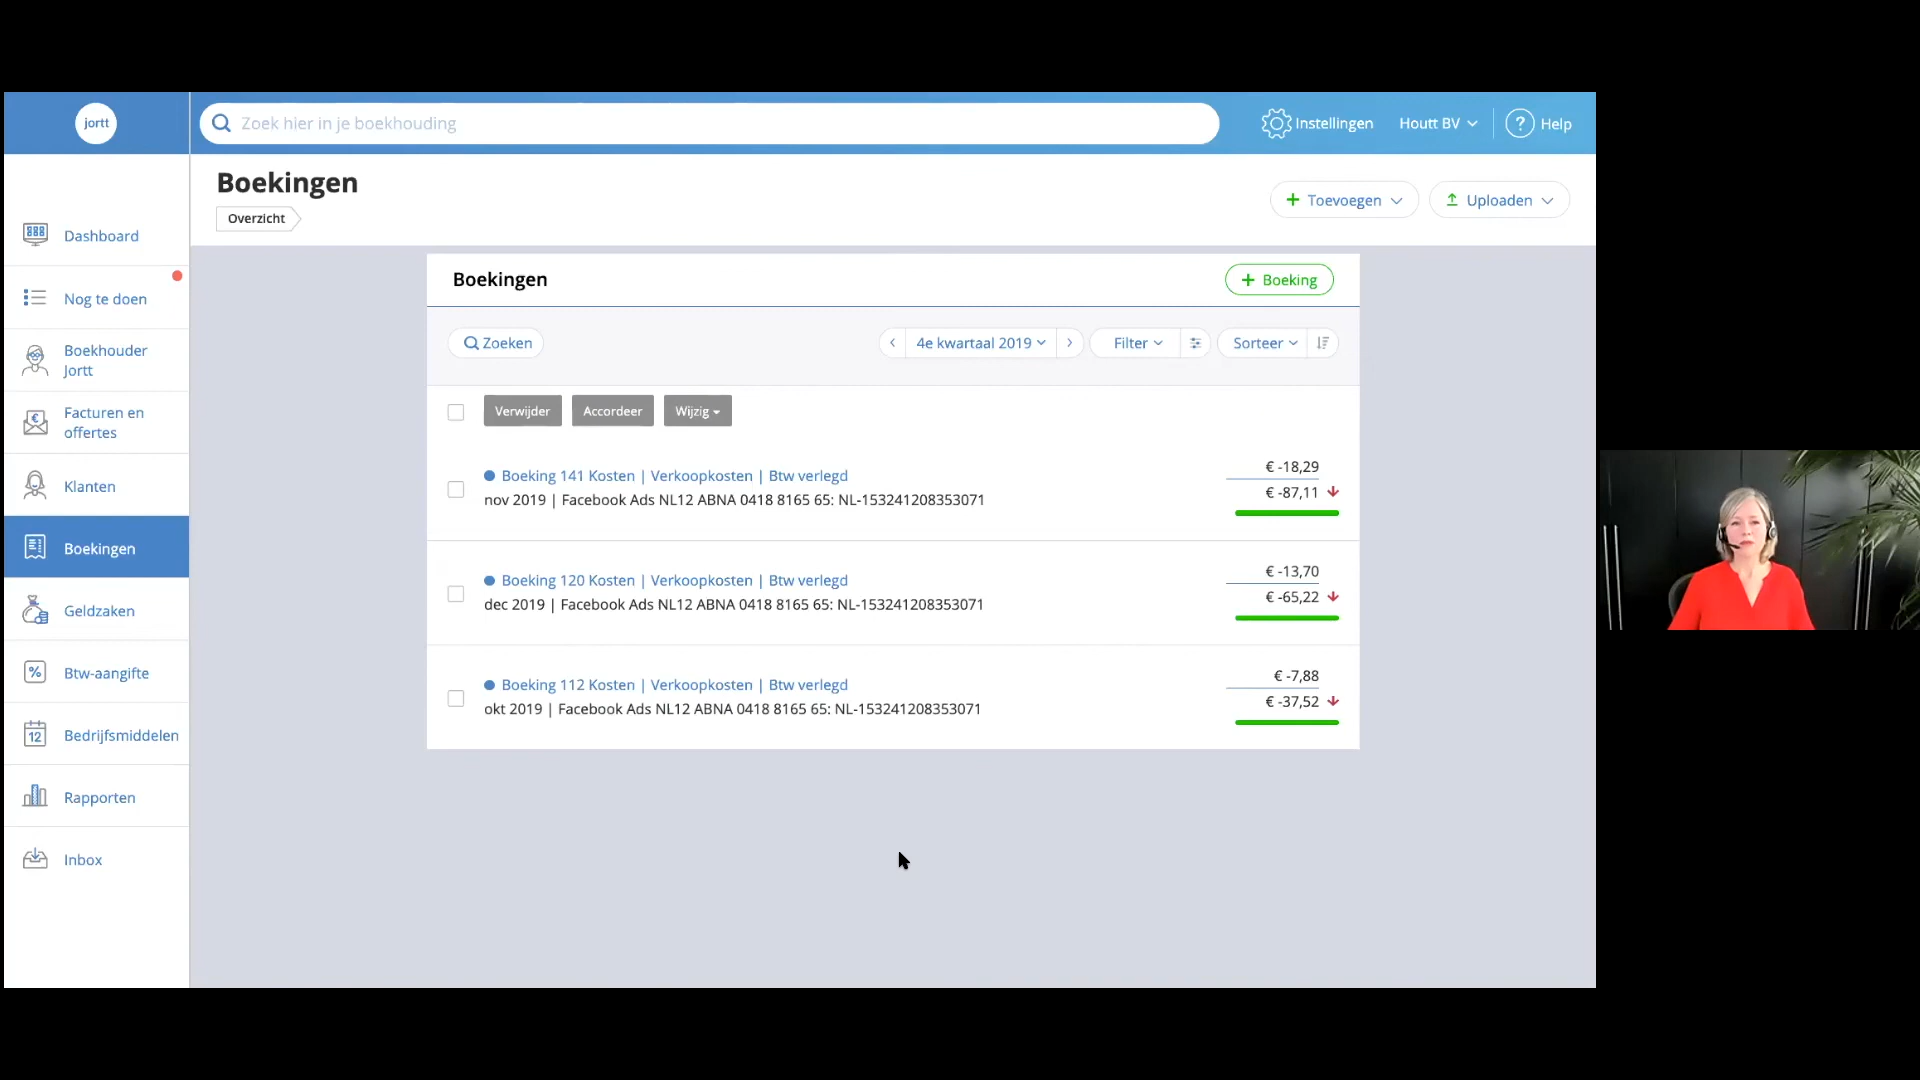 jortt
Zoek hier in je boekhouding
Instellingen
Houtt BV
? Help
Boekingen
Overzicht
+ Toevoegen
Uploaden
Dashboard
Nog te doen
Boekhouder
Jortt
Facturen en
offertes
Klanten
Boekingen
Geldzaken
% Btw-aangifte
12 Bedrijfsmiddelen
Rapporten
Inbox
Boekingen
+ Boeking
Zoeken
4e kwartaal 2019
Filter
Sorteer
Verwijder
Accordeer
Wijzig
Boeking 141 Kosten | Verkoopkosten | Btw verlegd
nov 2019 | Facebook Ads NL12 ABNA 0418 8165 65: NL-153241208353071
€ -18,29
€ -87,11
Boeking 120 Kosten | Verkoopkosten | Btw verlegd
dec 2019 | Facebook Ads NL12 ABNA 0418 8165 65: NL-153241208353071
€ -13,70
€ -65,22
Boeking 112 Kosten | Verkoopkosten | Btw verlegd
okt 2019 | Facebook Ads NL12 ABNA 0418 8165 65: NL-153241208353071
€ -7,88
€ -37,52